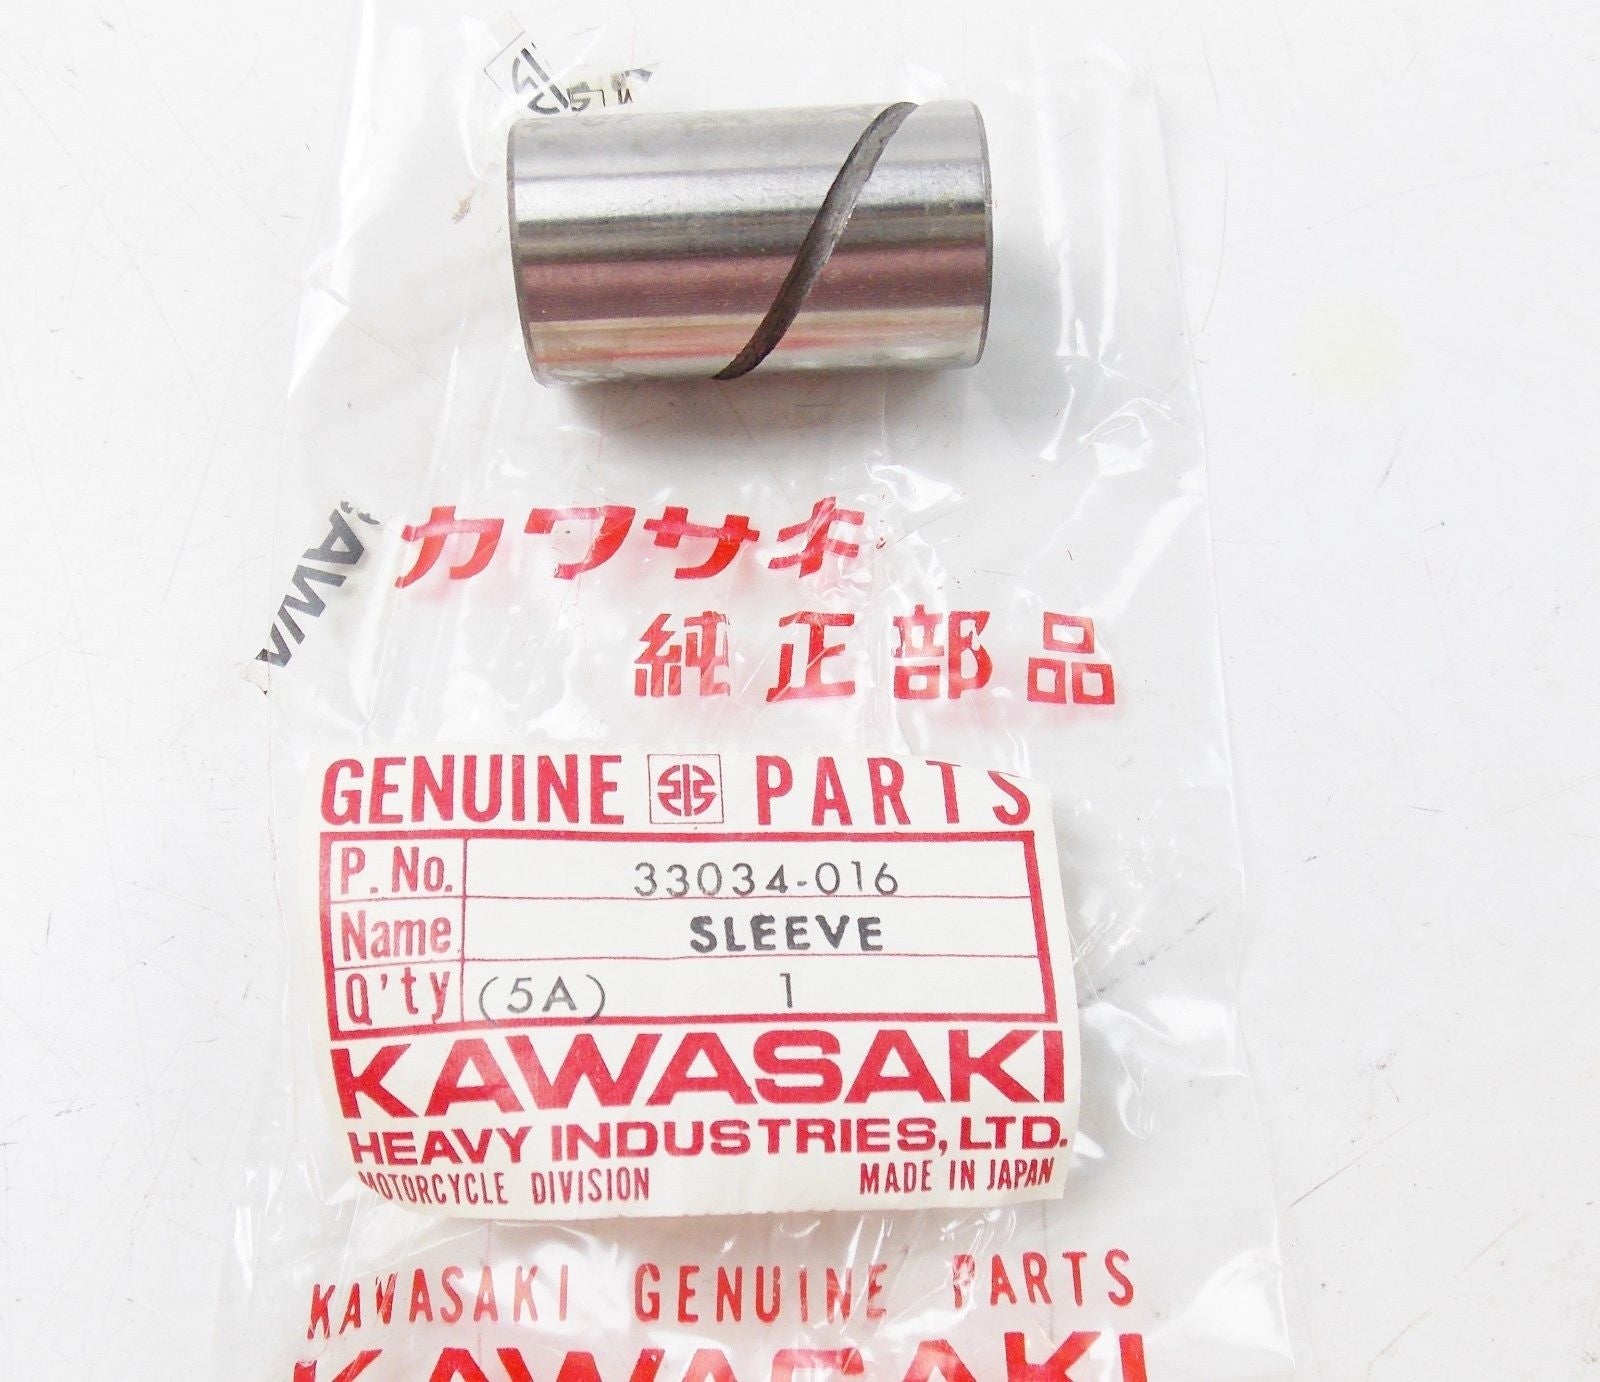 カワサキ
純正部品
GENUINE PARTS
P. No. 33034-016
Name SLEEVE
Q'ty (5A) 1
KAWASAKI
HEAVY INDUSTRIES, LTD.
MOTORCYCLE DIVISION MADE IN JAPAN
KAWASAKI GENUINE PARTS
KAWASAKI